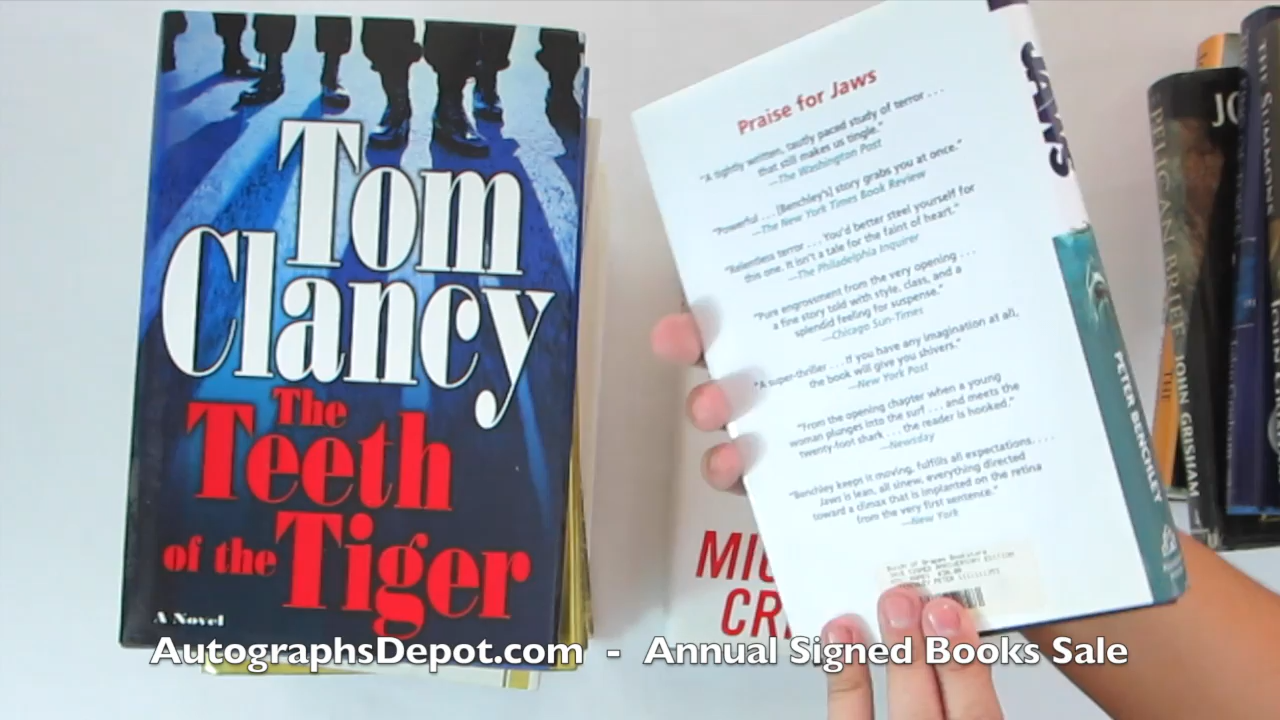 Tom
Clancy
The
Teeth
of the Tiger
A Novel
Praise for Jaws
"A tightly written, tautly paced study of terror . . .
that still makes us tingle."
—The Washington Post
"Powerful . . . [Benchley's] story grabs you at once."
—The New York Times Book Review
"Relentless terror . . . You'd better steel yourself for
this one. It isn't a tale for the faint of heart."
—The Philadelphia Inquirer
"Pure engrossment from the very opening . . .
a fine story told with style, class, and a
splendid feeling for suspense."
—Chicago Sun-Times
"A super-thriller . . . If you have any imagination at all,
the book will give you shivers."
—New York Post
"From the opening chapter when a young
woman plunges into the surf . . . and meets the
twenty-foot shark . . . the reader is hooked."
—Newsday
"Benchley keeps it moving, fulfills all expectations. . . .
Jaws is lean, all sinew, everything directed
toward a climax that is implanted on the retina
from the very first sentence."
—New York
JAWS
PETER BENCHLEY
MIC
CRI
PELICAN BRIEF
JOHN GRISHAM
JO
THE SUMMONS
AutographsDepot.com - Annual Signed Books Sale